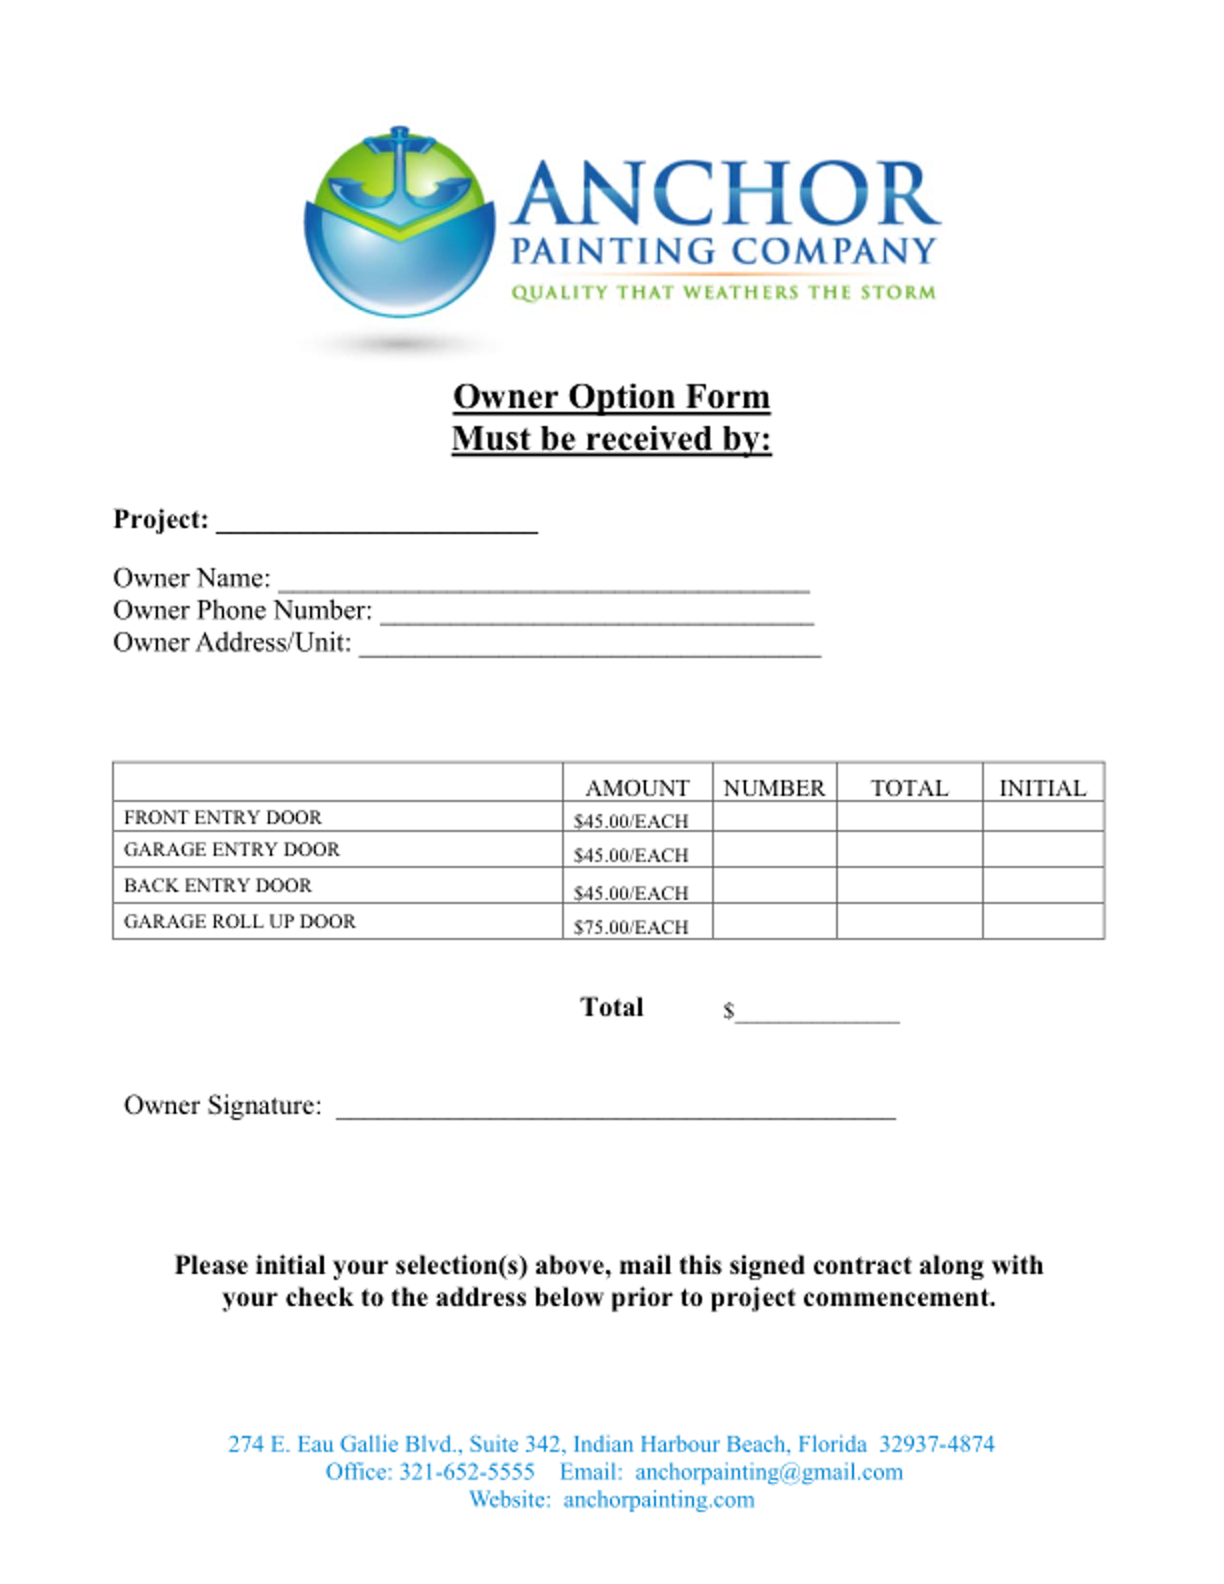 ANCHOR
PAINTING COMPANY
QUALITY THAT WEATHERS THE STORM
Owner Option Form
Must be received by:
Project: _______________________
Owner Name: ______________________________________
Owner Phone Number: _______________________________
Owner Address/Unit: _________________________________
AMOUNT NUMBER TOTAL INITIAL
FRONT ENTRY DOOR $45.00/EACH
GARAGE ENTRY DOOR $45.00/EACH
BACK ENTRY DOOR $45.00/EACH
GARAGE ROLL UP DOOR $75.00/EACH
Total $_______________
Owner Signature: ________________________________________
Please initial your selection(s) above, mail this signed contract along with
your check to the address below prior to project commencement.
274 E. Eau Gallie Blvd., Suite 342, Indian Harbour Beach, Florida 32937-4874
Office: 321-652-5555 Email: anchorpainting@gmail.com
Website: anchorpainting.com